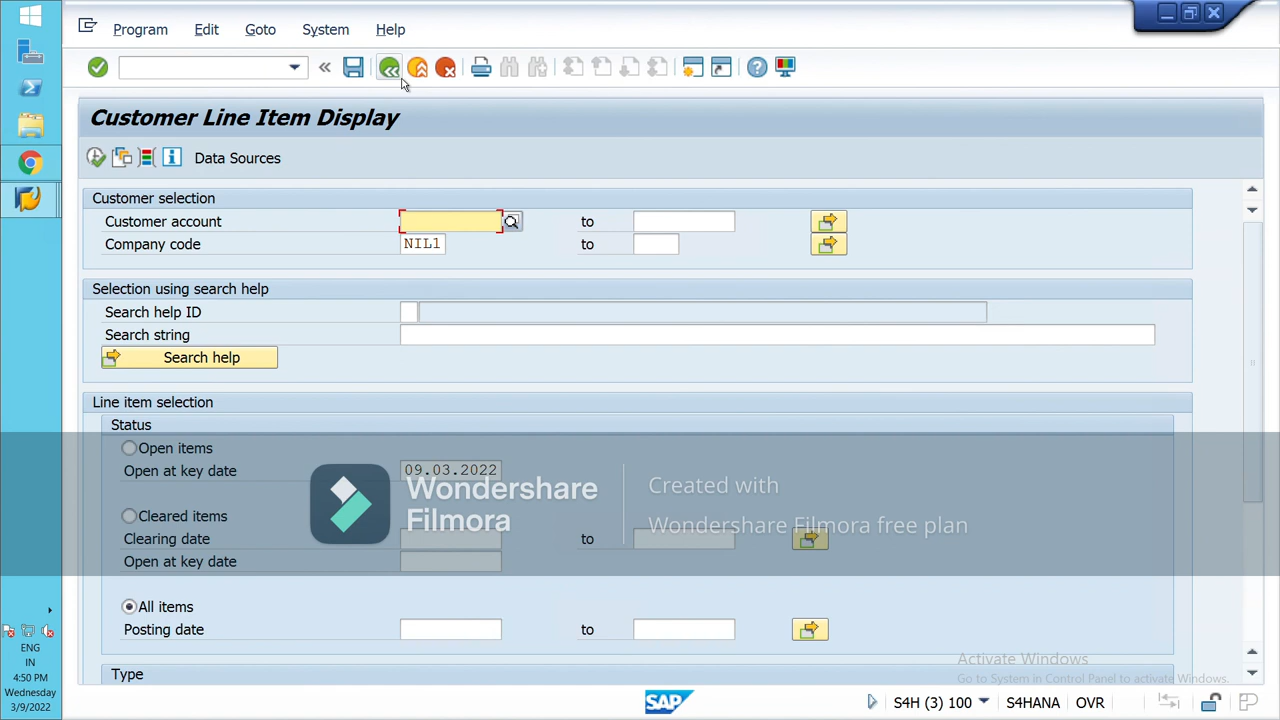 Program Edit Goto System Help
Customer Line Item Display
Data Sources
Customer selection
Customer account to
Company code NIL1 to
Selection using search help
Search help ID
Search string
Search help
Line item selection
Status
Open items
Open at key date 09.03.2022
Wondershare Filmora
Created with
Wondershare Filmora free plan
Cleared items
Clearing date to
Open at key date
All items
Posting date to
Type
Activate Windows
Go to System in Control Panel to activate Windows.
ENG
IN
4:50 PM
Wednesday
3/9/2022
SAP S4H (3) 100 S4HANA OVR